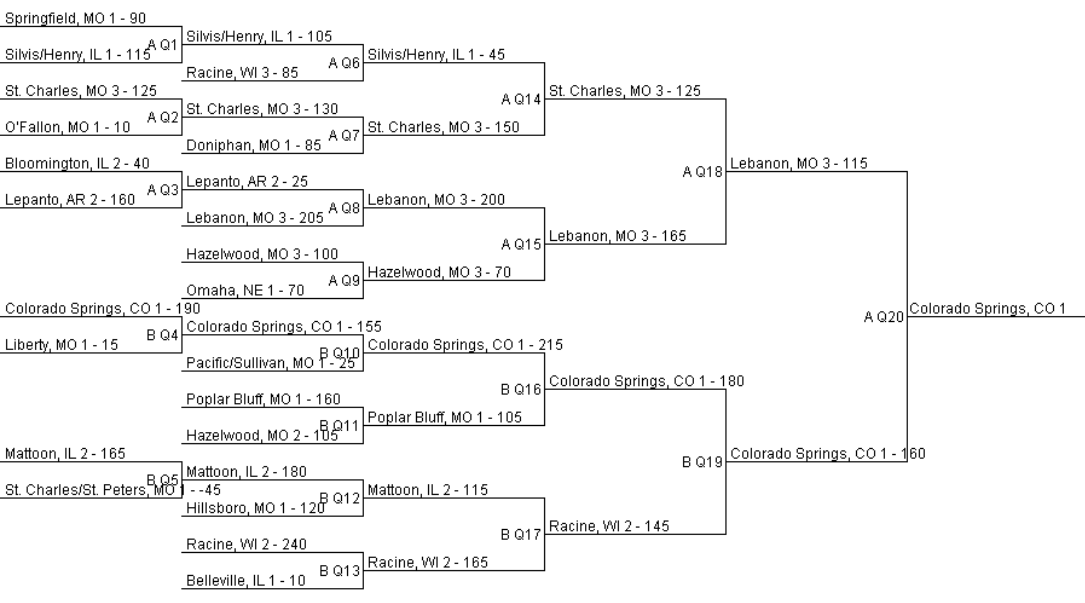 Springfield, MO 1 - 90
A Q1
Silvis/Henry, IL 1 - 115
Silvis/Henry, IL 1 - 105
A Q6
Racine, WI 3 - 85
Silvis/Henry, IL 1 - 45
St. Charles, MO 3 - 125
A Q2
O'Fallon, MO 1 - 10
St. Charles, MO 3 - 130
A Q7
Doniphan, MO 1 - 85
St. Charles, MO 3 - 150
A Q14
St. Charles, MO 3 - 125
Bloomington, IL 2 - 40
A Q3
Lepanto, AR 2 - 160
Lepanto, AR 2 - 25
A Q8
Lebanon, MO 3 - 205
Lebanon, MO 3 - 200
Hazelwood, MO 3 - 100
A Q9
Omaha, NE 1 - 70
Hazelwood, MO 3 - 70
A Q15
Lebanon, MO 3 - 165
A Q18
Lebanon, MO 3 - 115
Colorado Springs, CO 1 - 190
B Q4
Liberty, MO 1 - 15
Colorado Springs, CO 1 - 155
B Q10
Pacific/Sullivan, MO 1 - 25
Colorado Springs, CO 1 - 215
Poplar Bluff, MO 1 - 160
B Q11
Hazelwood, MO 2 - 105
Poplar Bluff, MO 1 - 105
B Q16
Colorado Springs, CO 1 - 180
Mattoon, IL 2 - 165
B Q5
St. Charles/St. Peters, MO 1 - -45
Mattoon, IL 2 - 180
B Q12
Hillsboro, MO 1 - 120
Mattoon, IL 2 - 115
Racine, WI 2 - 240
B Q13
Belleville, IL 1 - 10
Racine, WI 2 - 165
B Q17
Racine, WI 2 - 145
B Q19
Colorado Springs, CO 1 - 160
A Q20
Colorado Springs, CO 1